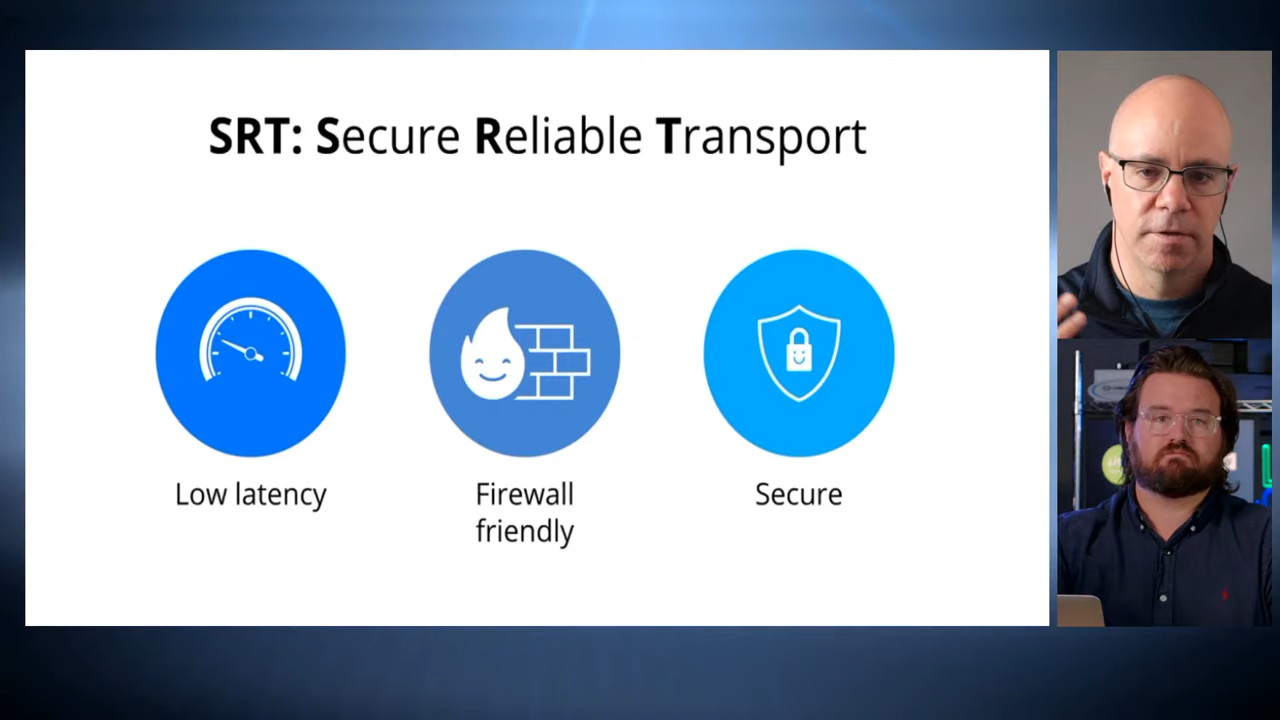 SRT: Secure Reliable Transport
Low latency
Firewall
friendly
Secure